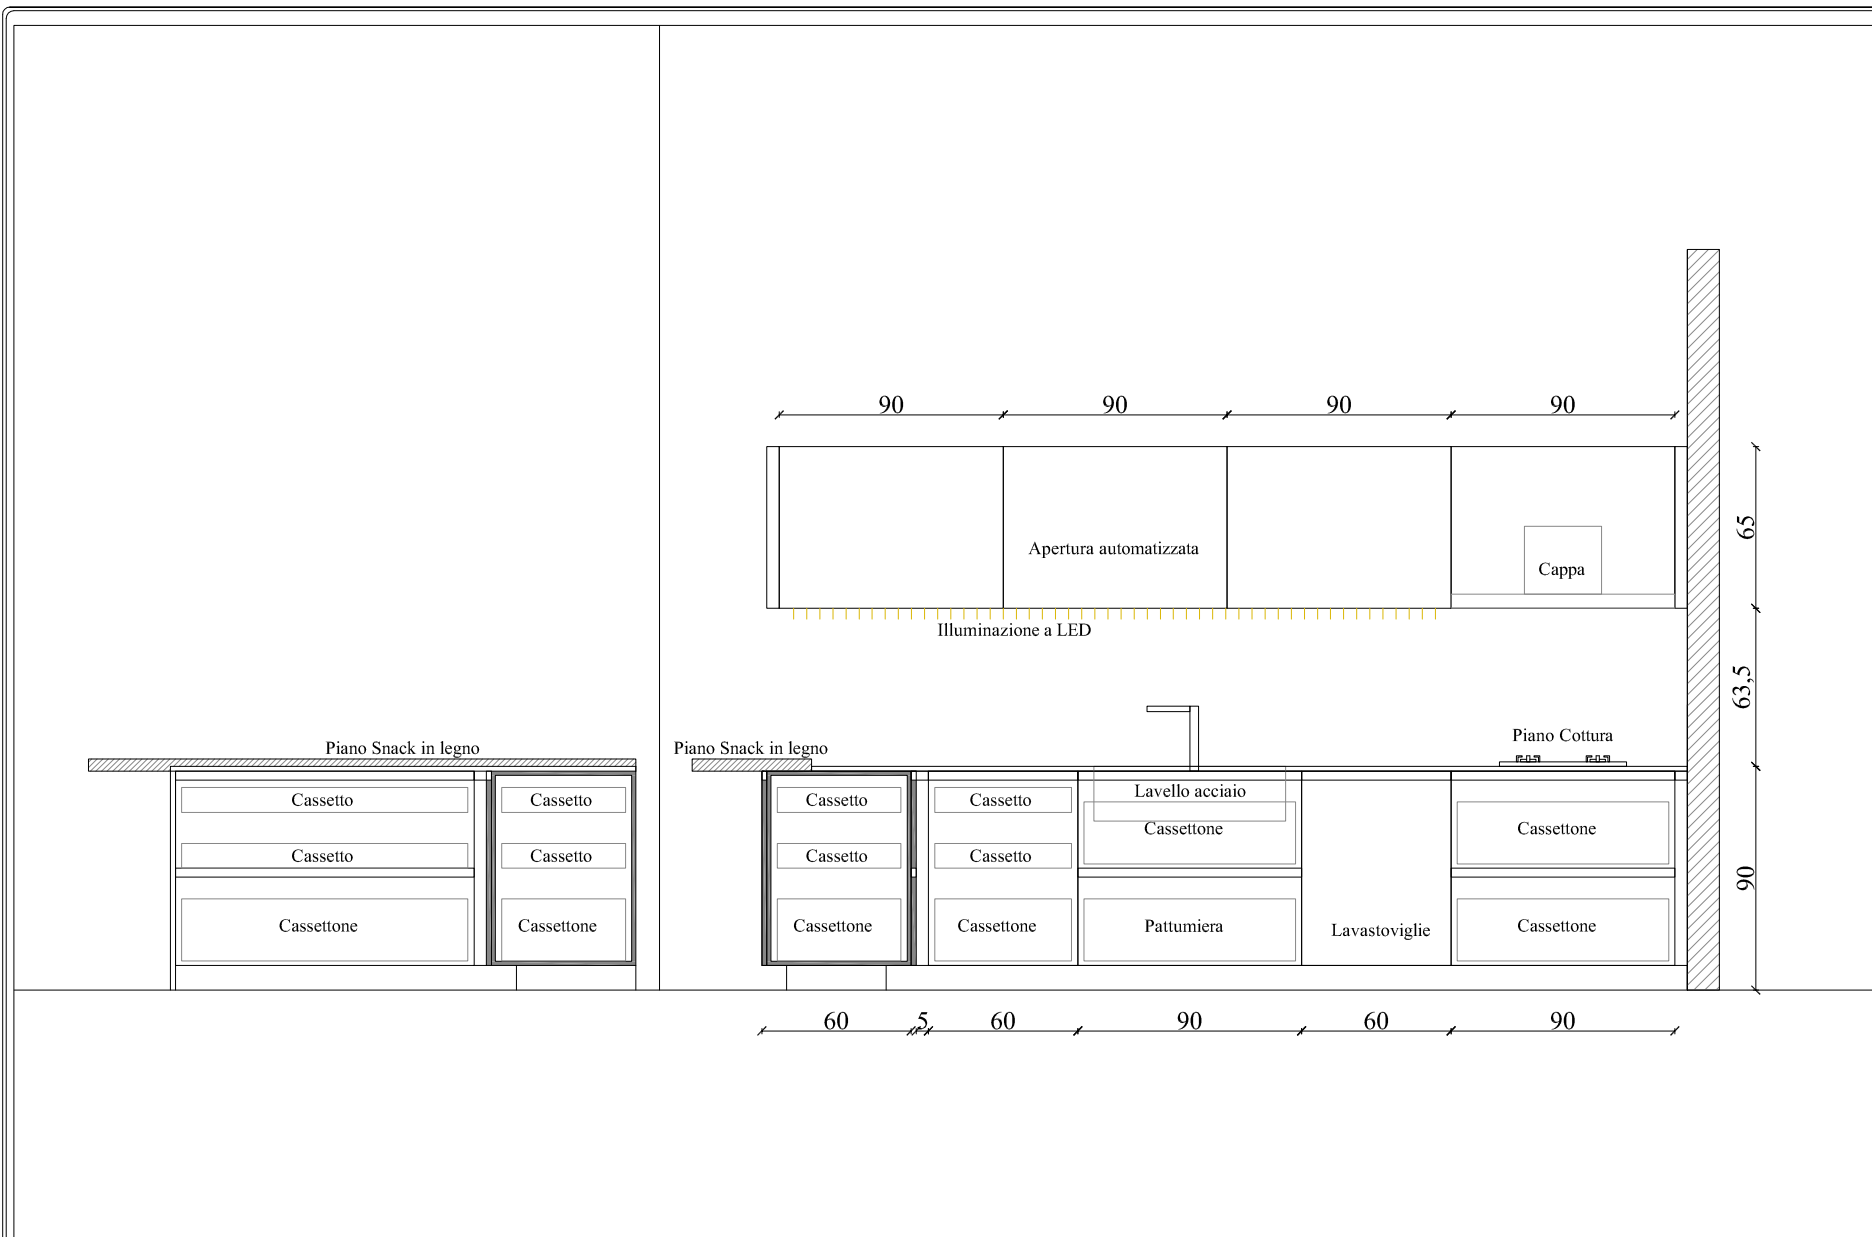 90 90 90 90
Apertura automatizzata
Cappa
65
Illuminazione a LED
63,5
Piano Snack in legno
Piano Snack in legno
Piano Cottura
Cassetto
Cassetto
Cassetto
Cassetto
Lavello acciaio
Cassettone
Cassettone
Cassetto
Cassetto
Cassetto
Cassetto
90
Cassettone
Cassettone
Cassettone
Cassettone
Pattumiera
Lavastoviglie
Cassettone
60 5 60 90 60 90